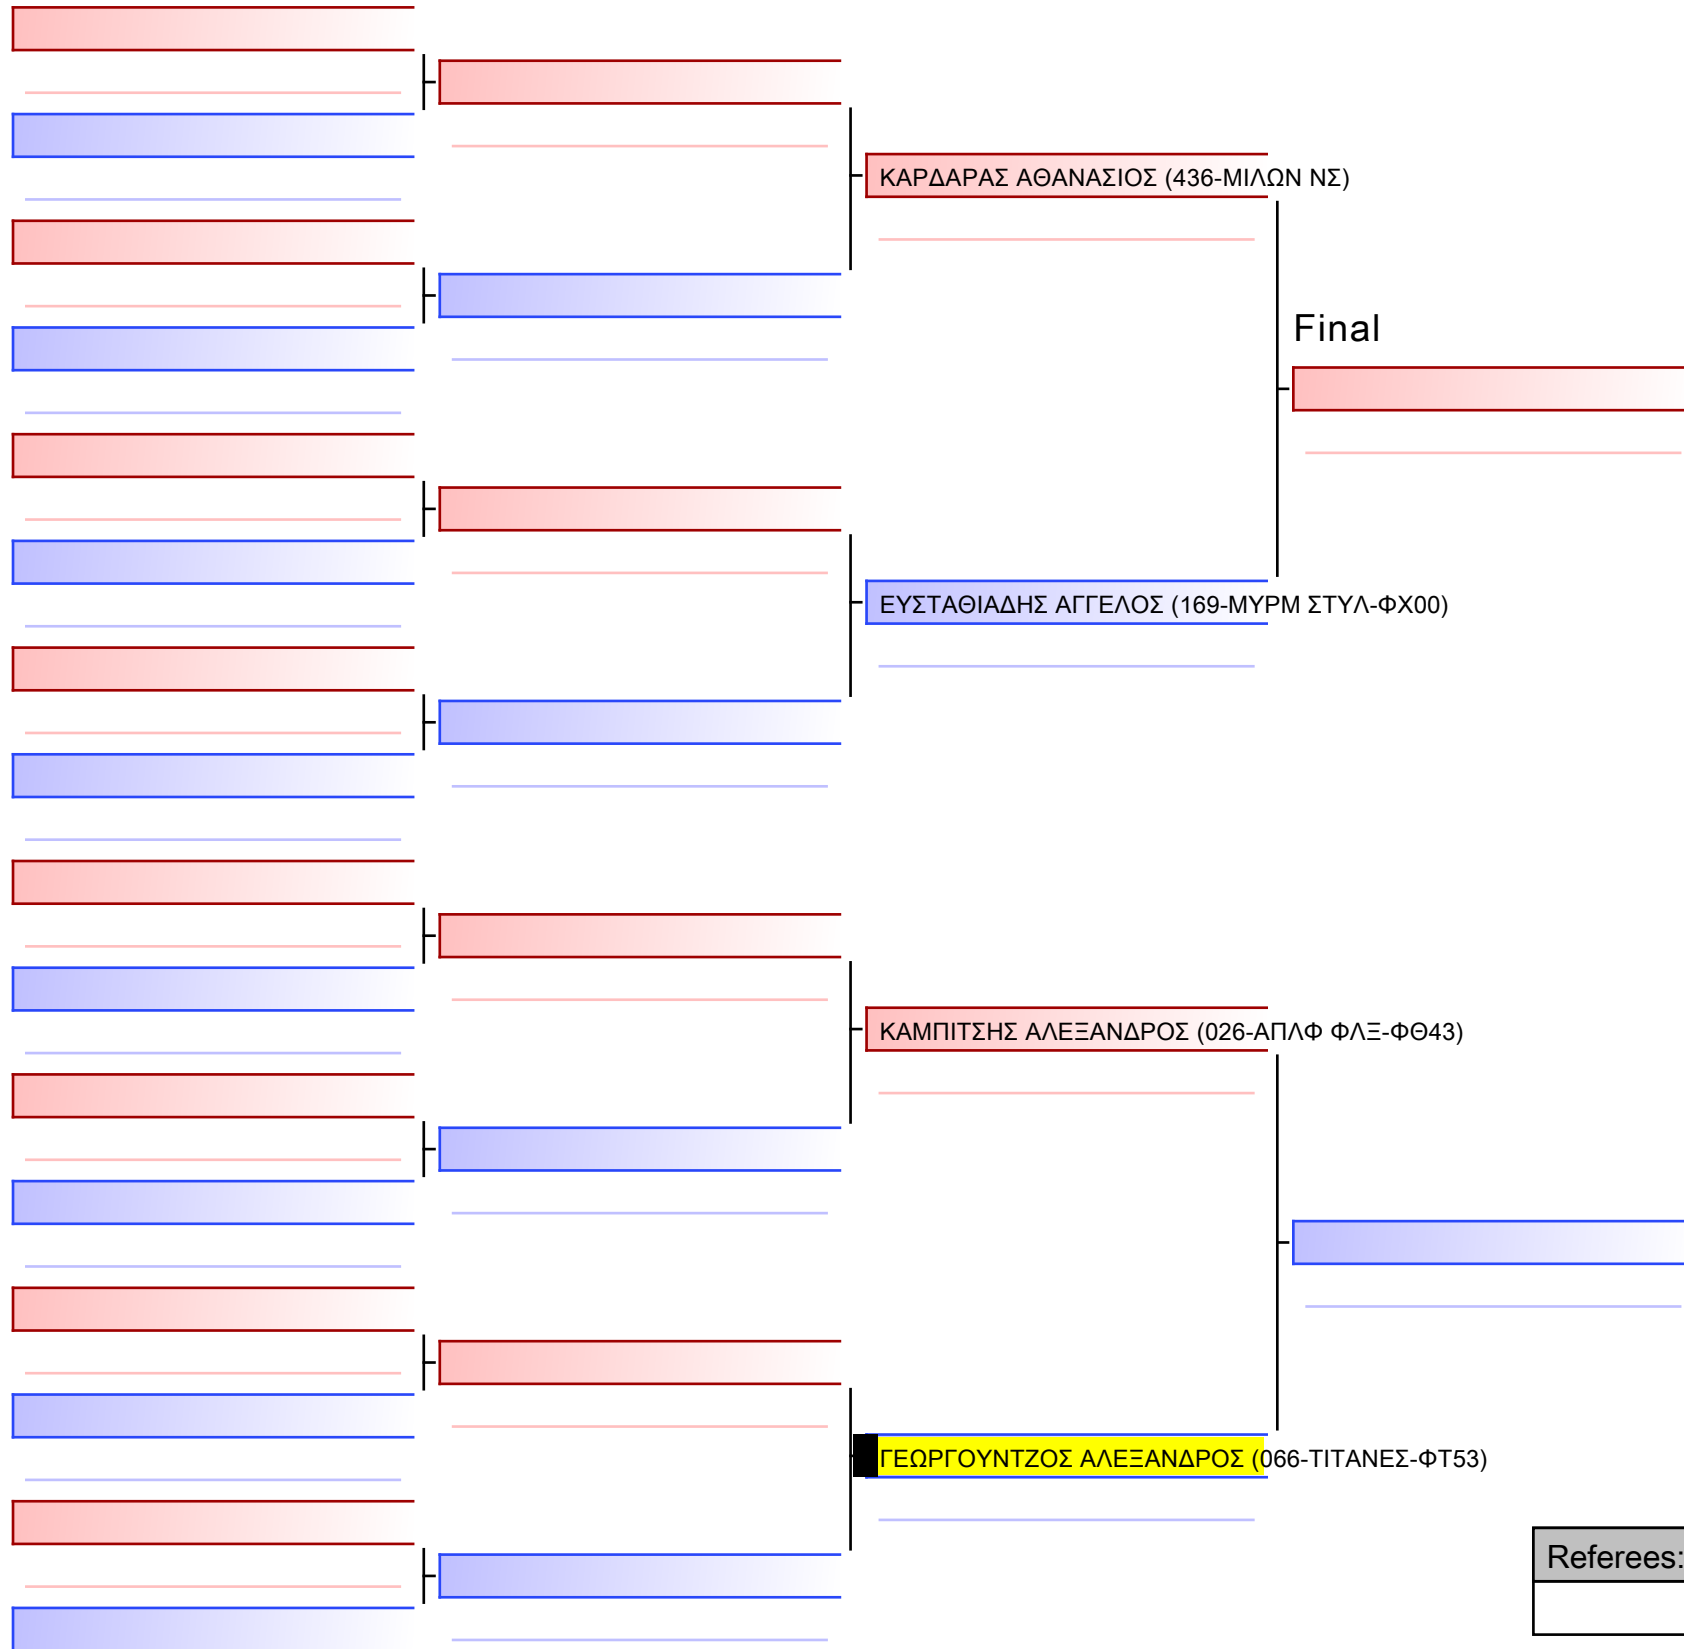 ΚΑΡΔΑΡΑΣ ΑΘΑΝΑΣΙΟΣ (436-ΜΙΛΩΝ ΝΣ)
Final
ΕΥΣΤΑΘΙΑΔΗΣ ΑΓΓΕΛΟΣ (169-ΜΥΡΜ ΣΤΥΛ-ΦΧ00)
ΚΑΜΠΙΤΣΗΣ ΑΛΕΞΑΝΔΡΟΣ (026-ΑΠΛΦ ΦΛΞ-ΦΘ43)
ΓΕΩΡΓΟΥΝΤΖΟΣ ΑΛΕΞΑΝΔΡΟΣ (066-ΤΙΤΑΝΕΣ-ΦΤ53)
Referees: